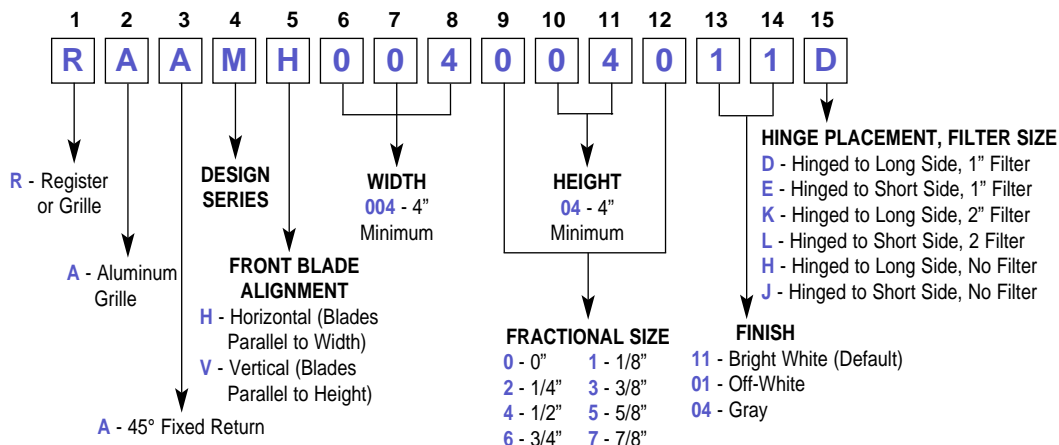 1 2 3 4 5 6 7 8 9 10 11 12 13 14 15
R A A M H 0 0 4 0 0 4 0 1 1 D
R - Register
or Grille
A - Aluminum
Grille
A - 45° Fixed Return
DESIGN
SERIES
FRONT BLADE
ALIGNMENT
H - Horizontal (Blades
Parallel to Width)
V - Vertical (Blades
Parallel to Height)
WIDTH
004 - 4”
Minimum
FRACTIONAL SIZE
0 - 0” 1 - 1/8”
2 - 1/4” 3 - 3/8”
4 - 1/2” 5 - 5/8”
6 - 3/4” 7 - 7/8”
HEIGHT
04 - 4”
Minimum
FINISH
11 - Bright White (Default)
01 - Off-White
04 - Gray
HINGE PLACEMENT, FILTER SIZE
D - Hinged to Long Side, 1” Filter
E - Hinged to Short Side, 1” Filter
K - Hinged to Long Side, 2” Filter
L - Hinged to Short Side, 2 Filter
H - Hinged to Long Side, No Filter
J - Hinged to Short Side, No Filter